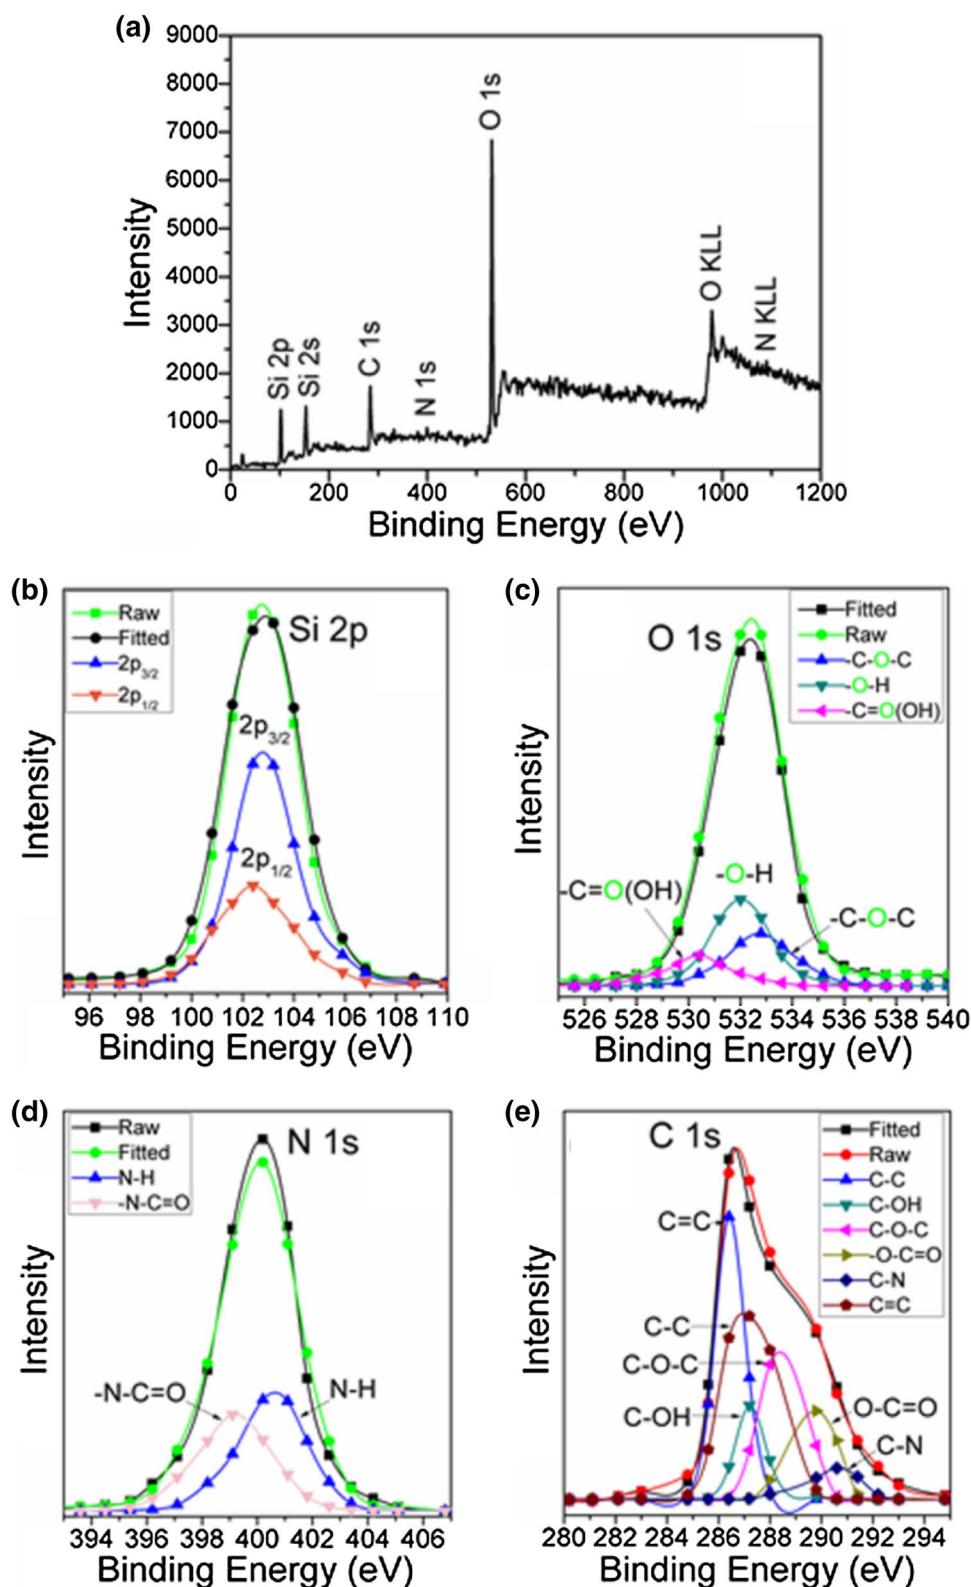 (a)
9000
8000
7000
6000
5000
4000
3000
2000
1000
0
Intensity
Si 2p
Si 2s
C 1s
N 1s
O 1s
O KLL
N KLL
0 200 400 600 800 1000 1200
Binding Energy (eV)
(b)
Raw
Fitted
2p3/2
2p1/2
Si 2p
2p3/2
2p1/2
Intensity
96 98 100 102 104 106 108 110
Binding Energy (eV)
(c)
O 1s
Fitted
Raw
-C-O-C
-O-H
-C=O(OH)
-C=O(OH)
-O-H
-C-O-C
Intensity
526 528 530 532 534 536 538 540
Binding Energy (eV)
(d)
Raw
Fitted
N-H
-N-C=O
N 1s
-N-C=O
N-H
Intensity
394 396 398 400 402 404 406
Binding Energy (eV)
(e)
C 1s
Fitted
Raw
C-C
C-OH
C-O-C
-O-C=O
C-N
C=C
C=C
C-C
C-O-C
C-OH
O-C=O
C-N
Intensity
280 282 284 286 288 290 292 294
Binding Energy (eV)